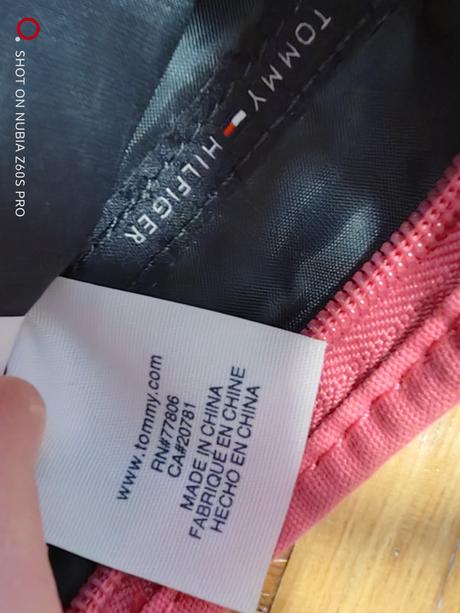 SHOT ON NUBIA Z60S PRO
TOMMY HILFIGER
www.tommy.com
RN#77806
CA#20781
MADE IN CHINA
FABRIQUÉ EN CHINE
HECHO EN CHINA